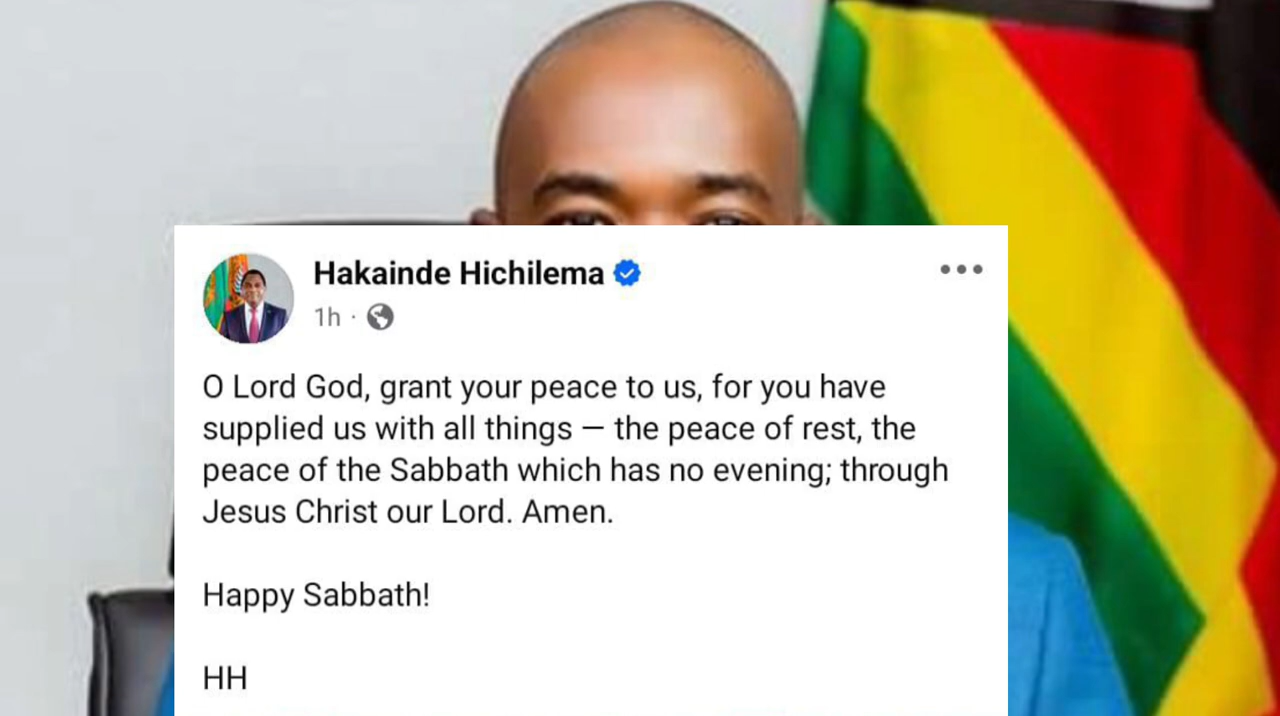 Hakainde Hichilema
1h ·
O Lord God, grant your peace to us, for you have
supplied us with all things — the peace of rest, the
peace of the Sabbath which has no evening; through
Jesus Christ our Lord. Amen.
Happy Sabbath!
HH